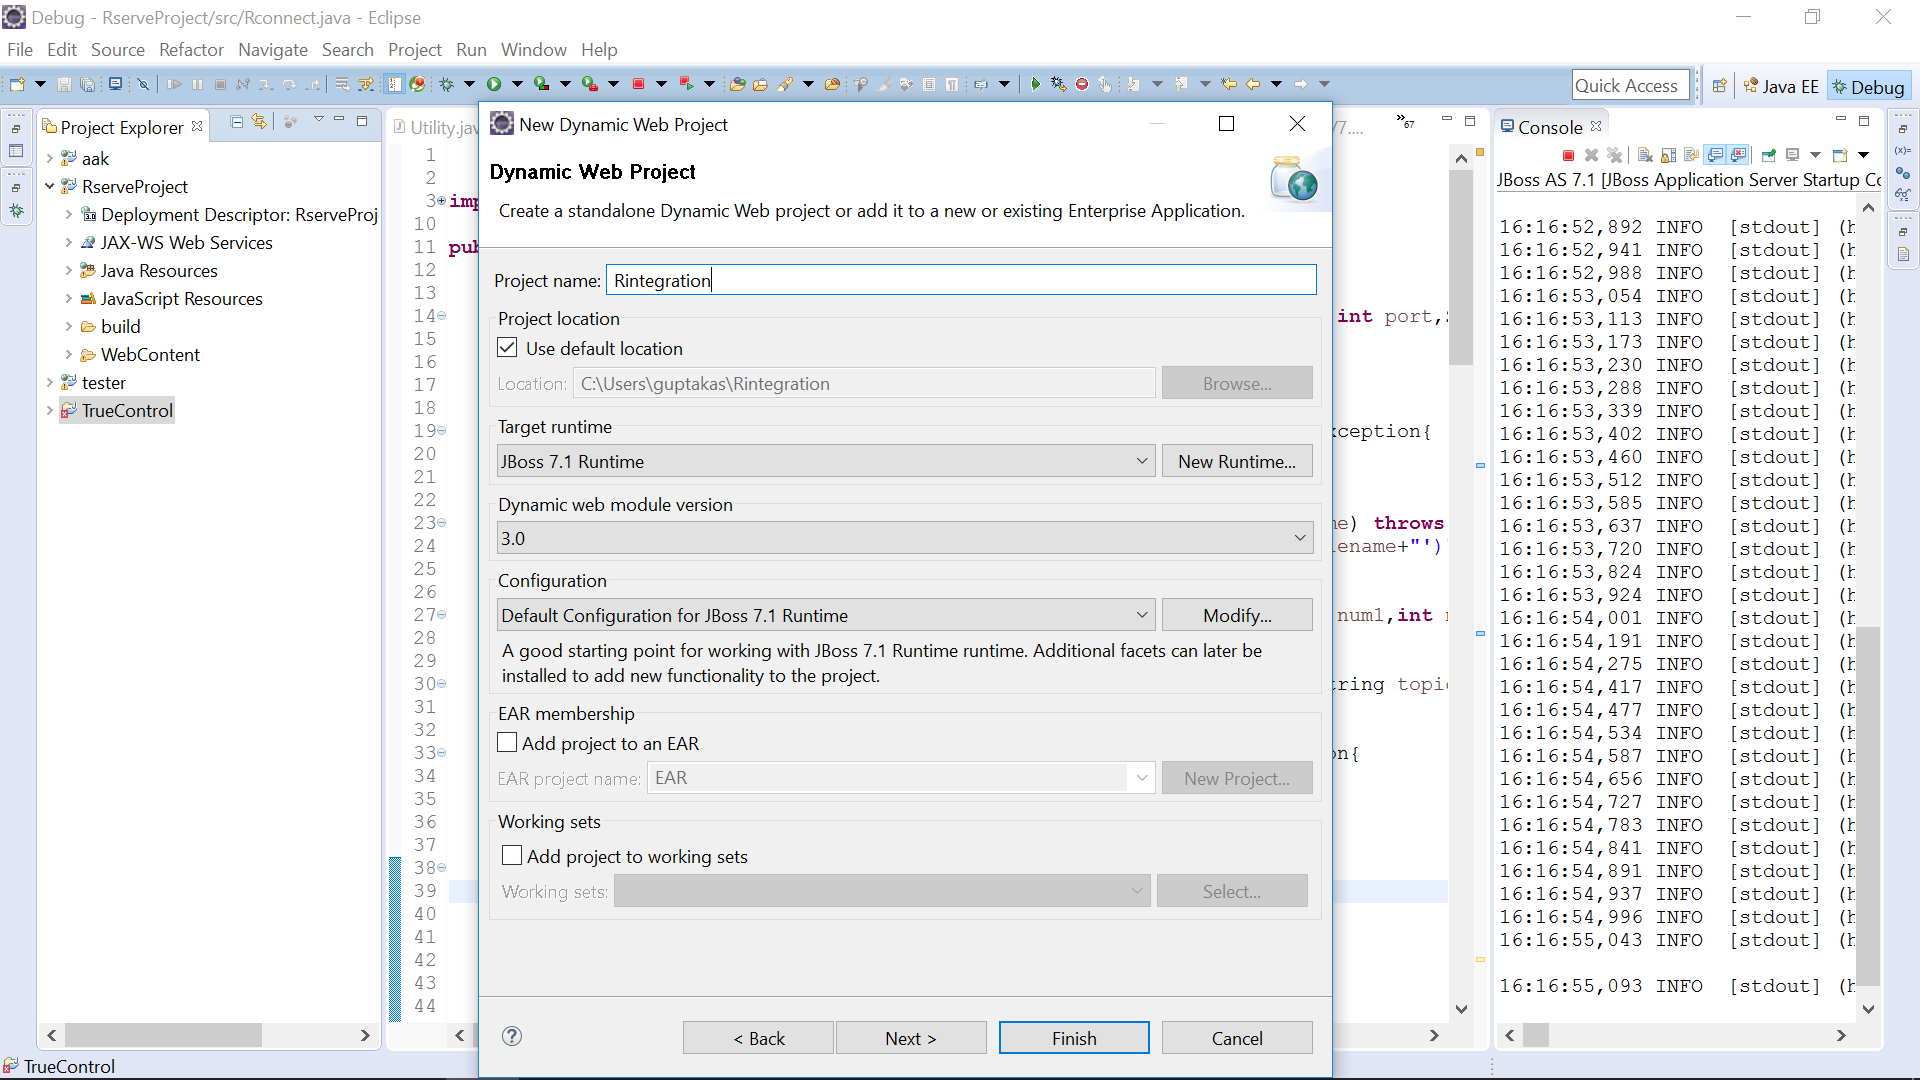 Debug - RserveProject/src/Rconnect.java - Eclipse
File Edit Source Refactor Navigate Search Project Run Window Help
Quick Access
Java EE
Debug
Project Explorer
aak
RserveProject
Deployment Descriptor: RserveProj
JAX-WS Web Services
Java Resources
JavaScript Resources
build
WebContent
tester
TrueControl
Utility.jav
1
2
3 imp
10
11 pub
12
13
14 int port,
15
16
17
18
19 ception{
20
21
22
23 e) throws
24 ename+"')
25
26
27 num1,int
28
29
30 tring topi
31
32
33 n{
34
35
36
37
38
39
40
41
42
43
44
67
New Dynamic Web Project
Dynamic Web Project
Create a standalone Dynamic Web project or add it to a new or existing Enterprise Application.
Project name: Rintegration
Project location
Use default location
Location: C:\Users\guptakas\Rintegration Browse...
Target runtime
JBoss 7.1 Runtime New Runtime...
Dynamic web module version
3.0
Configuration
Default Configuration for JBoss 7.1 Runtime Modify...
A good starting point for working with JBoss 7.1 Runtime runtime. Additional facets can later be
installed to add new functionality to the project.
EAR membership
Add project to an EAR
EAR project name: EAR New Project...
Working sets
Add project to working sets
Working sets: Select...
< Back Next > Finish Cancel
Console
JBoss AS 7.1 [JBoss Application Server Startup Co
16:16:52,892 INFO [stdout] (h
16:16:52,941 INFO [stdout] (h
16:16:52,988 INFO [stdout] (h
16:16:53,054 INFO [stdout] (h
16:16:53,113 INFO [stdout] (h
16:16:53,173 INFO [stdout] (h
16:16:53,230 INFO [stdout] (h
16:16:53,288 INFO [stdout] (h
16:16:53,339 INFO [stdout] (h
16:16:53,402 INFO [stdout] (h
16:16:53,460 INFO [stdout] (h
16:16:53,512 INFO [stdout] (h
16:16:53,585 INFO [stdout] (h
16:16:53,637 INFO [stdout] (h
16:16:53,720 INFO [stdout] (h
16:16:53,824 INFO [stdout] (h
16:16:53,924 INFO [stdout] (h
16:16:54,001 INFO [stdout] (h
16:16:54,191 INFO [stdout] (h
16:16:54,275 INFO [stdout] (h
16:16:54,417 INFO [stdout] (h
16:16:54,477 INFO [stdout] (h
16:16:54,534 INFO [stdout] (h
16:16:54,587 INFO [stdout] (h
16:16:54,656 INFO [stdout] (h
16:16:54,727 INFO [stdout] (h
16:16:54,783 INFO [stdout] (h
16:16:54,841 INFO [stdout] (h
16:16:54,891 INFO [stdout] (h
16:16:54,937 INFO [stdout] (h
16:16:54,996 INFO [stdout] (h
16:16:55,043 INFO [stdout] (h
16:16:55,093 INFO [stdout] (h
TrueControl